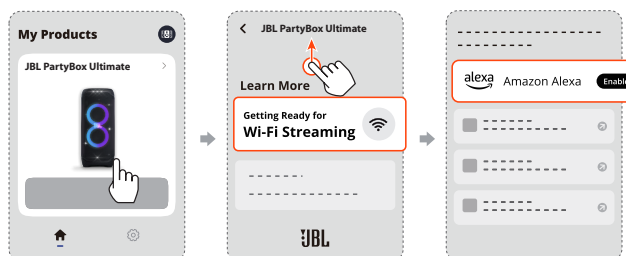 My Products
JBL PartyBox Ultimate
JBL PartyBox Ultimate
Learn More
Getting Ready for
Wi-Fi Streaming
JBL
alexa
Amazon Alexa
Enable